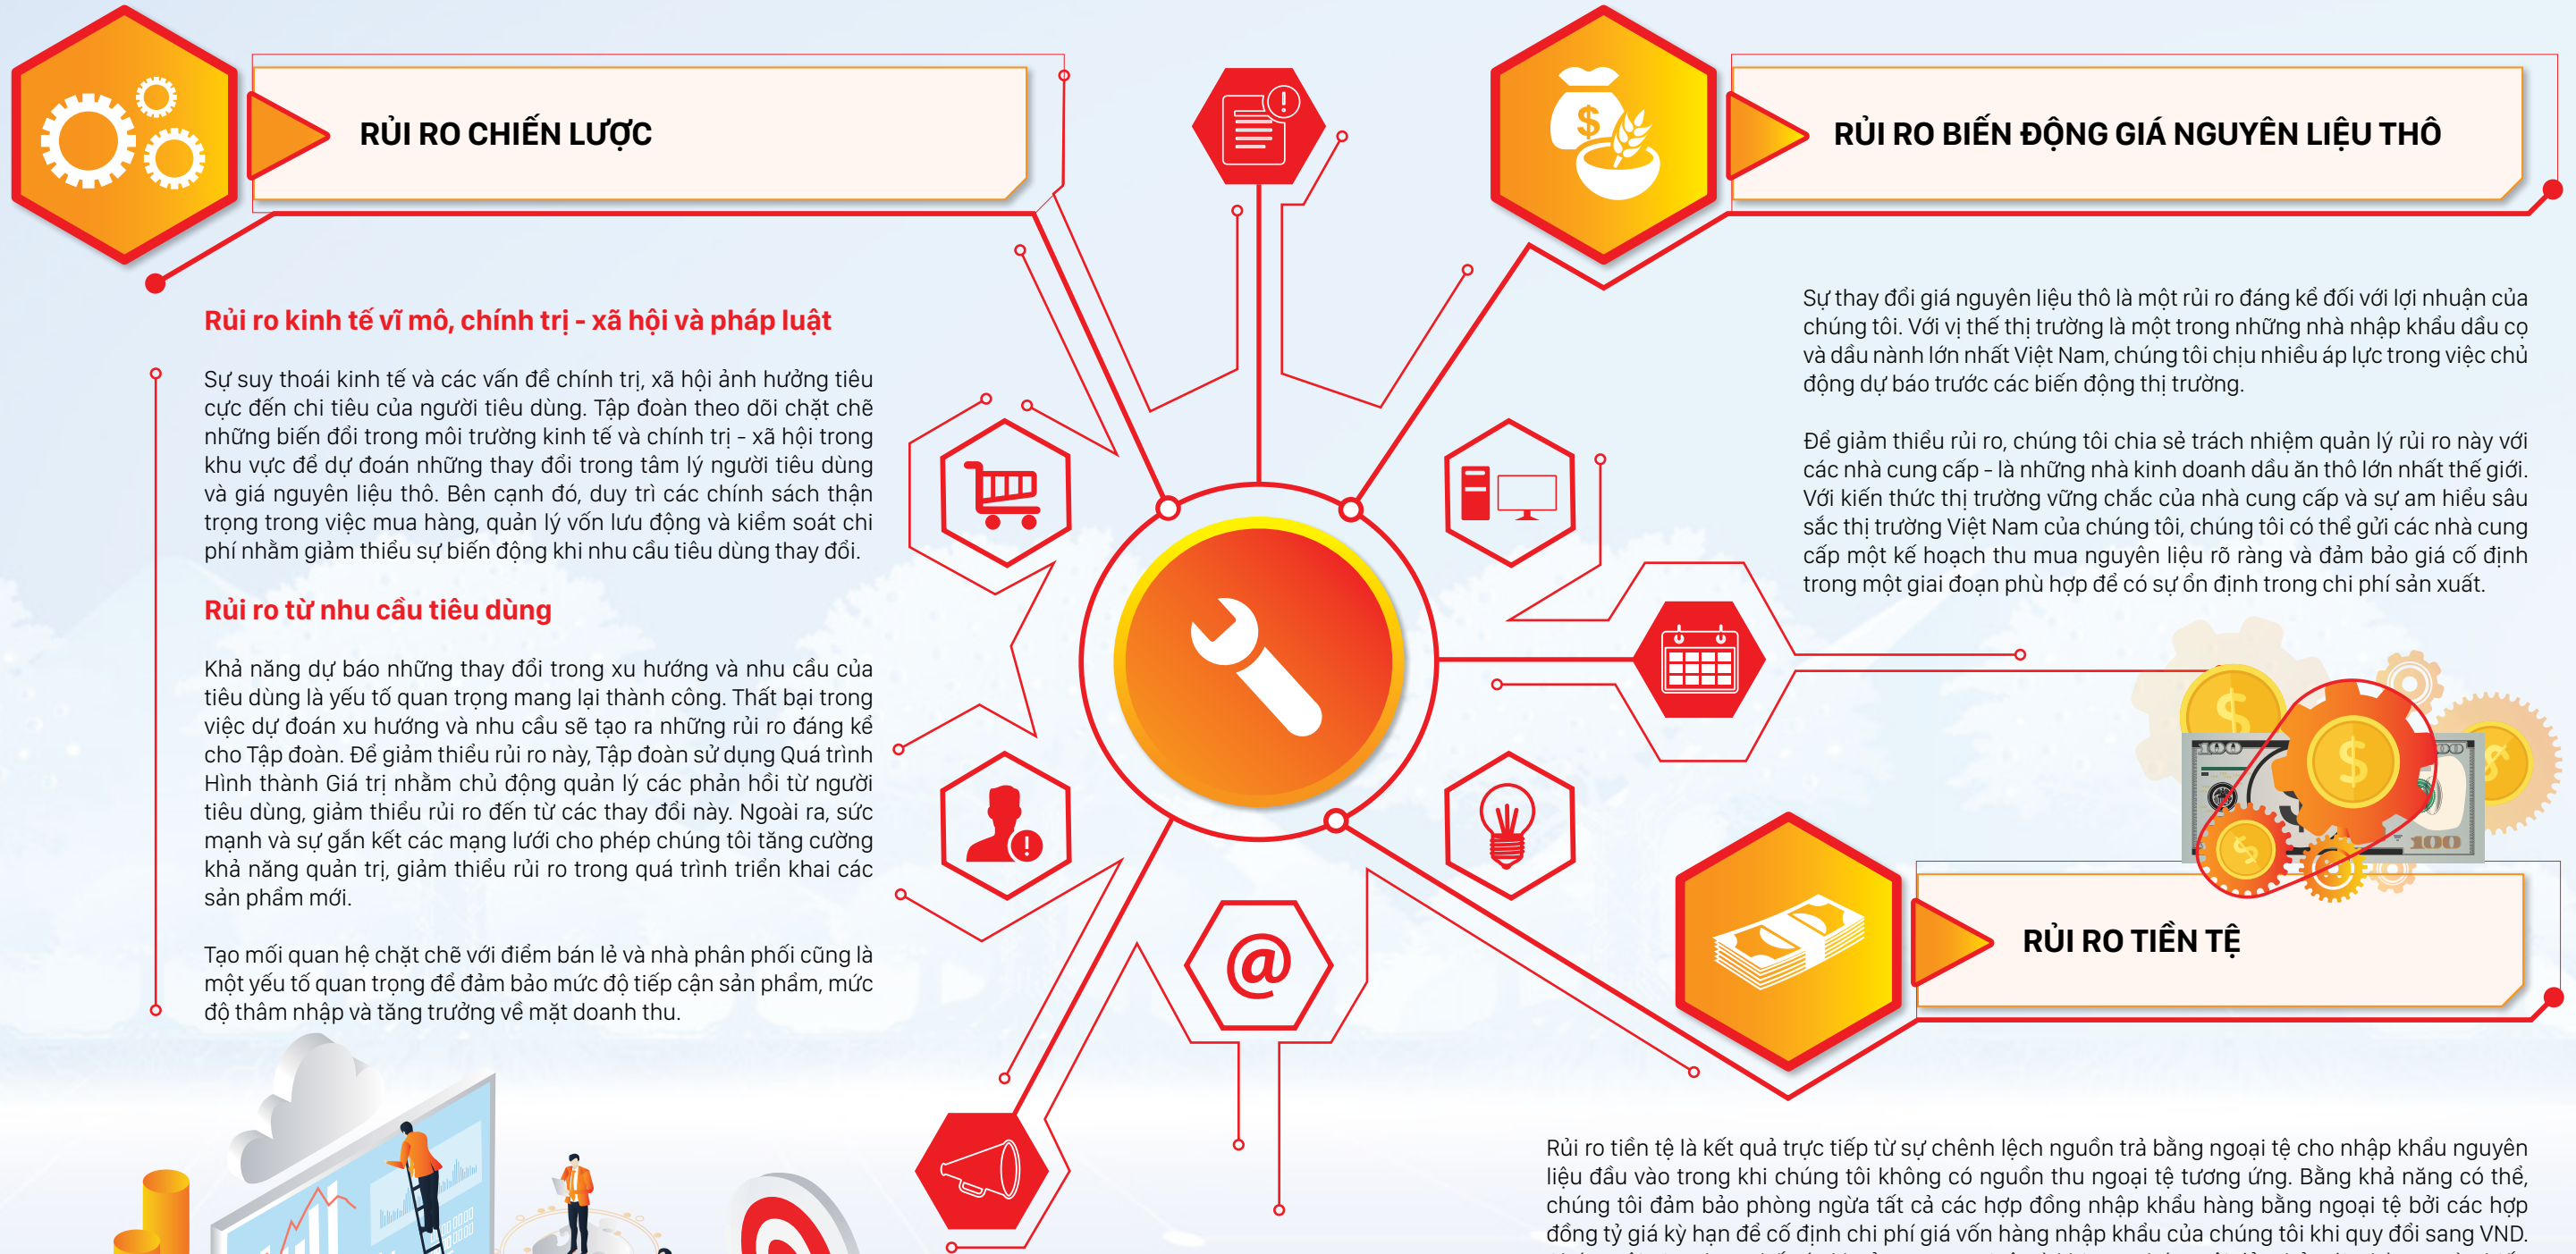 RỦI RO CHIẾN LƯỢC
Rủi ro kinh tế vĩ mô, chính trị - xã hội và pháp luật
Sự suy thoái kinh tế và các vấn đề chính trị, xã hội ảnh hưởng tiêu
cực đến chi tiêu của người tiêu dùng. Tập đoàn theo dõi chặt chẽ
những biến đổi trong môi trường kinh tế và chính trị - xã hội trong
khu vực để dự đoán những thay đổi trong tâm lý người tiêu dùng
và giá nguyên liệu thô. Bên cạnh đó, duy trì các chính sách thận
trọng trong việc mua hàng, quản lý vốn lưu động và kiểm soát chi
phí nhằm giảm thiểu sự biến động khi nhu cầu tiêu dùng thay đổi.
Rủi ro từ nhu cầu tiêu dùng
Khả năng dự báo những thay đổi trong xu hướng và nhu cầu của
tiêu dùng là yếu tố quan trọng mang lại thành công. Thất bại trong
việc dự đoán xu hướng và nhu cầu sẽ tạo ra những rủi ro đáng kể
cho Tập đoàn. Để giảm thiểu rủi ro này, Tập đoàn sử dụng Quá trình
Hình thành Giá trị nhằm chủ động quản lý các phản hồi từ người
tiêu dùng, giảm thiểu rủi ro đến từ các thay đổi này. Ngoài ra, sức
mạnh và sự gắn kết các mạng lưới cho phép chúng tôi tăng cường
khả năng quản trị, giảm thiểu rủi ro trong quá trình triển khai các
sản phẩm mới.
Tạo mối quan hệ chặt chẽ với điểm bán lẻ và nhà phân phối cũng là
một yếu tố quan trọng để đảm bảo mức độ tiếp cận sản phẩm, mức
độ thâm nhập và tăng trưởng về mặt doanh thu.
@
RỦI RO BIẾN ĐỘNG GIÁ NGUYÊN LIỆU THÔ
Sự thay đổi giá nguyên liệu thô là một rủi ro đáng kể đối với lợi nhuận của
chúng tôi. Với vị thế thị trường là một trong những nhà nhập khẩu dầu cọ
và dầu nành lớn nhất Việt Nam, chúng tôi chịu nhiều áp lực trong việc chủ
động dự báo trước các biến động thị trường.
Để giảm thiểu rủi ro, chúng tôi chia sẻ trách nhiệm quản lý rủi ro này với
các nhà cung cấp - là những nhà kinh doanh dầu ăn thô lớn nhất thế giới.
Với kiến thức thị trường vững chắc của nhà cung cấp và sự am hiểu sâu
sắc thị trường Việt Nam của chúng tôi, chúng tôi có thể gửi các nhà cung
cấp một kế hoạch thu mua nguyên liệu rõ ràng và đảm bảo giá cố định
trong một giai đoạn phù hợp để có sự ổn định trong chi phí sản xuất.
100
100
RỦI RO TIỀN TỆ
Rủi ro tiền tệ là kết quả trực tiếp từ sự chênh lệch nguồn trả bằng ngoại tệ cho nhập khẩu nguyên
liệu đầu vào trong khi chúng tôi không có nguồn thu ngoại tệ tương ứng. Bằng khả năng có thể,
chúng tôi đảm bảo phòng ngừa tất cả các hợp đồng nhập khẩu hàng bằng ngoại tệ bởi các hợp
đồng tỷ giá kỳ hạn để cố định chi phí giá vốn hàng nhập khẩu của chúng tôi khi quy đổi sang VND.